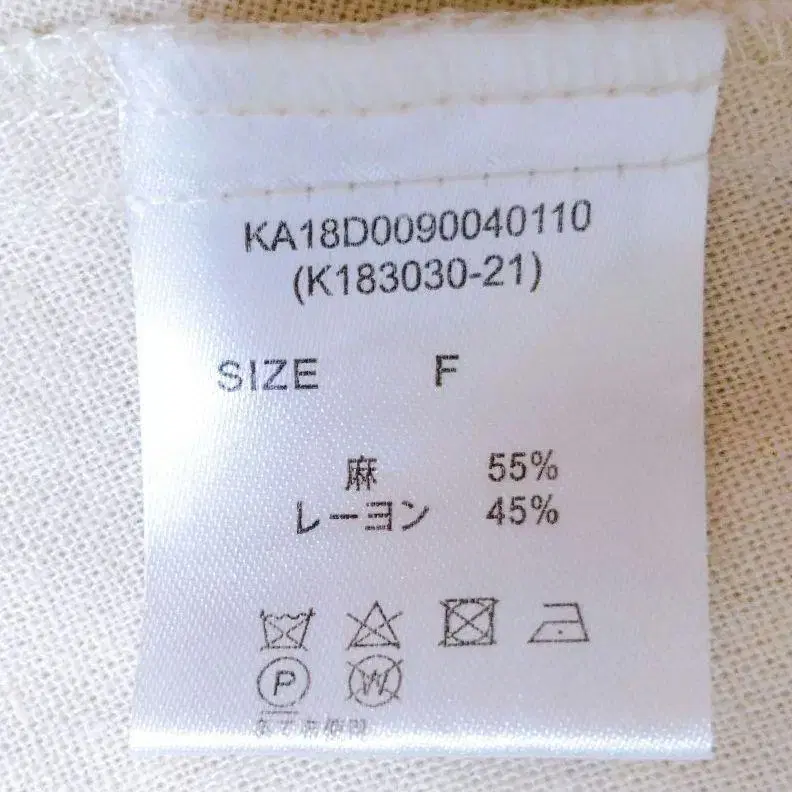 KA18D0090040110
(K183030-21)
SIZE F
麻 55%
レーヨン 45%
P W